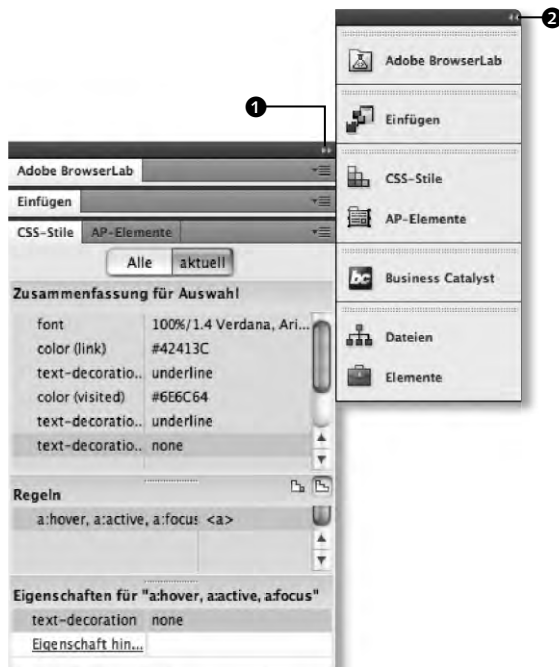 ❷
Adobe BrowserLab
Einfügen
CSS-Stile
AP-Elemente
Business Catalyst
Dateien
Elemente
❶
Adobe BrowserLab
Einfügen
CSS-Stile AP-Elemente
Alle aktuell
Zusammenfassung für Auswahl
font 100%/1.4 Verdana, Ari...
color (link) #42413C
text-decoratio.. underline
color (visited) #6E6C64
text-decoratio.. underline
text-decoratio.. none
Regeln
a:hover, a:active, a:focus <a>
Eigenschaften für "a:hover, a:active, a:focus"
text-decoration none
Eigenschaft hin...